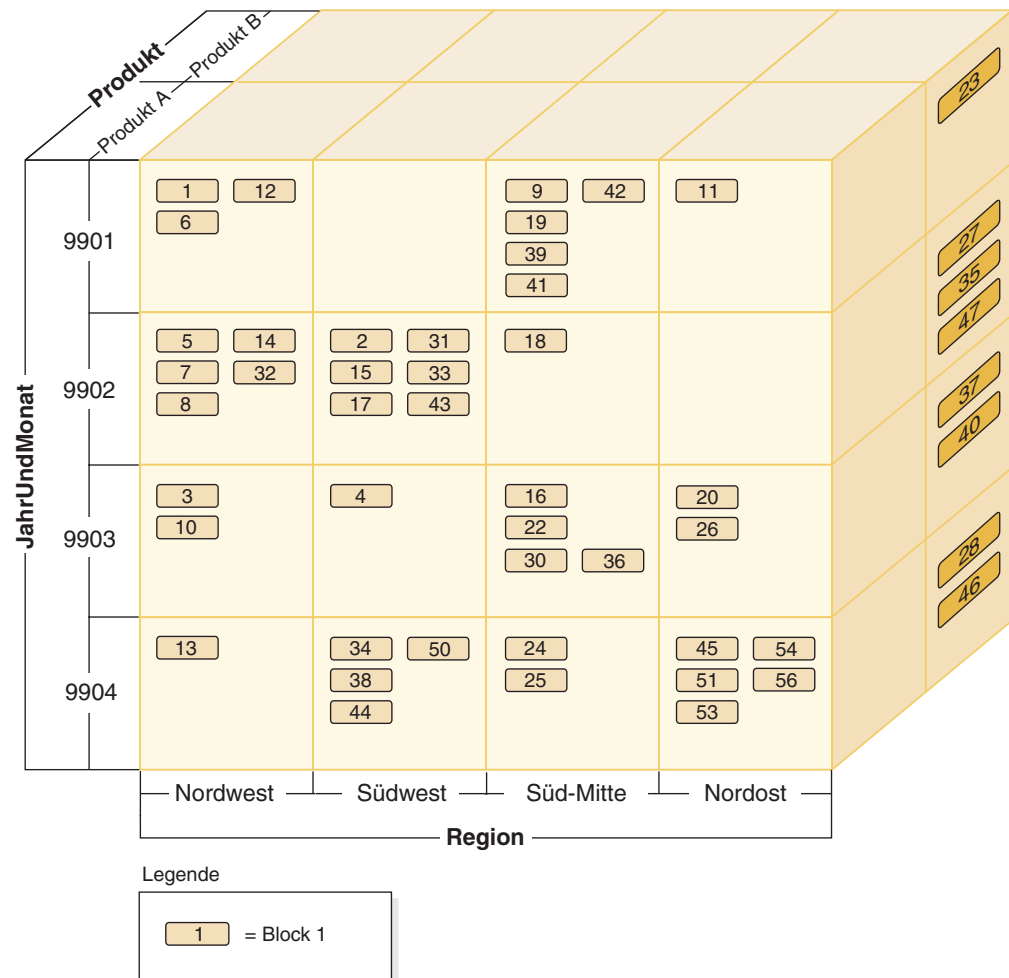 Produkt
Produkt A
Produkt B
23
1 12 9 42 11
6 19
9901
39
41
27
35
47
5 14 2 31 18
7 32 15 33
9902
8 17 43
37
40
3 4 16 20
10 22 26
9903
30 36
28
46
13 34 50 24 45 54
38 25 51 56
9904
44 53
JahrUndMonat
Nordwest Südwest Süd-Mitte Nordost
Region
Legende
1 = Block 1